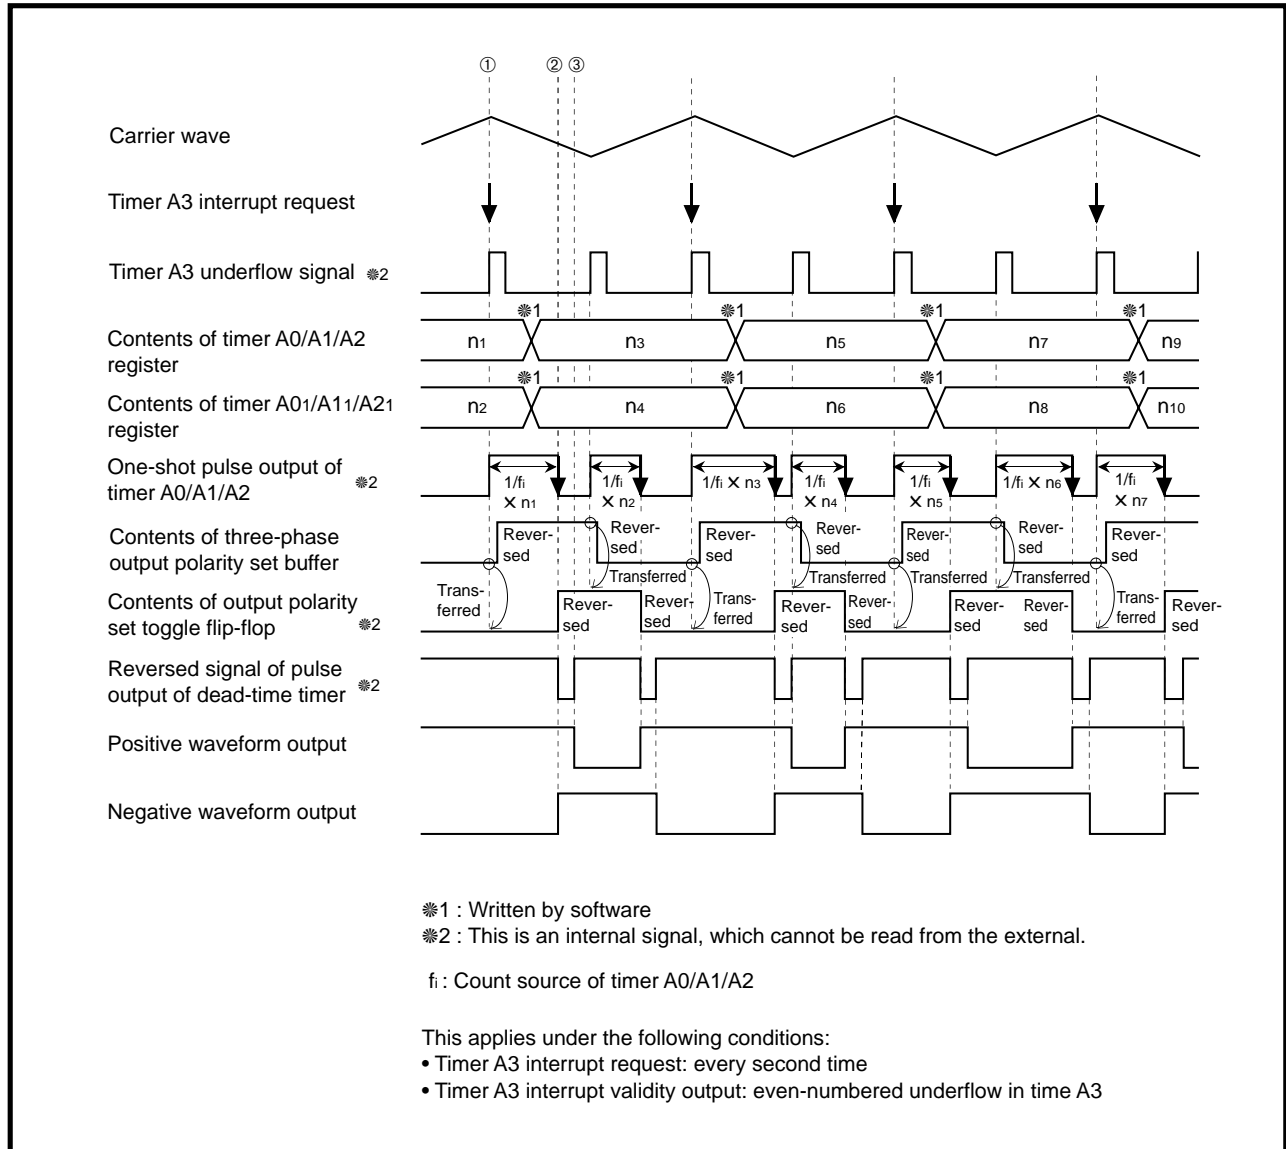 ① ② ③
Carrier wave
Timer A3 interrupt request
Timer A3 underflow signal ❋2
❋1 ❋1 ❋1 ❋1
Contents of timer A0/A1/A2
register
n1 n3 n5 n7 n9
❋1 ❋1 ❋1 ❋1
Contents of timer A01/A11/A21
register
n2 n4 n6 n8 n10
One-shot pulse output of
timer A0/A1/A2 ❋2
1/fi × n1
1/fi × n2
1/fi × n3
1/fi × n4
1/fi × n5
1/fi × n6
1/fi × n7
Contents of three-phase
output polarity set buffer
Rever-
sed
Rever-
sed
Rever-
sed
Rever-
sed
Rever-
sed
Rever-
sed
Rever-
sed
Trans-
ferred
Transferred
Trans-
ferred
Transferred
Transferred
Transferred
Trans-
ferred
Contents of output polarity
set toggle flip-flop ❋2
Rever-
sed
Rever-
sed
Rever-
sed
Rever-
sed
Rever-
sed
Rever-
sed
Rever-
sed
Reversed signal of pulse
output of dead-time timer ❋2
Positive waveform output
Negative waveform output
❋1 : Written by software
❋2 : This is an internal signal, which cannot be read from the external.
fi : Count source of timer A0/A1/A2
This applies under the following conditions:
• Timer A3 interrupt request: every second time
• Timer A3 interrupt validity output: even-numbered underflow in time A3